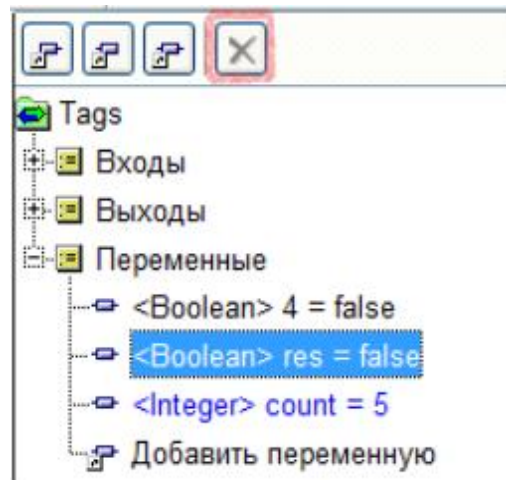 Tags
Входы
Выходы
Переменные
<Boolean> 4 = false
<Boolean> res = false
<Integer> count = 5
Добавить переменную